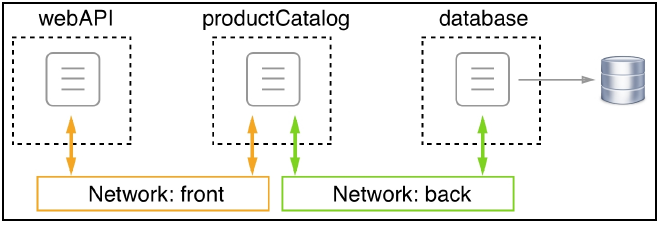 webAPI
productCatalog
database
Network: front
Network: back